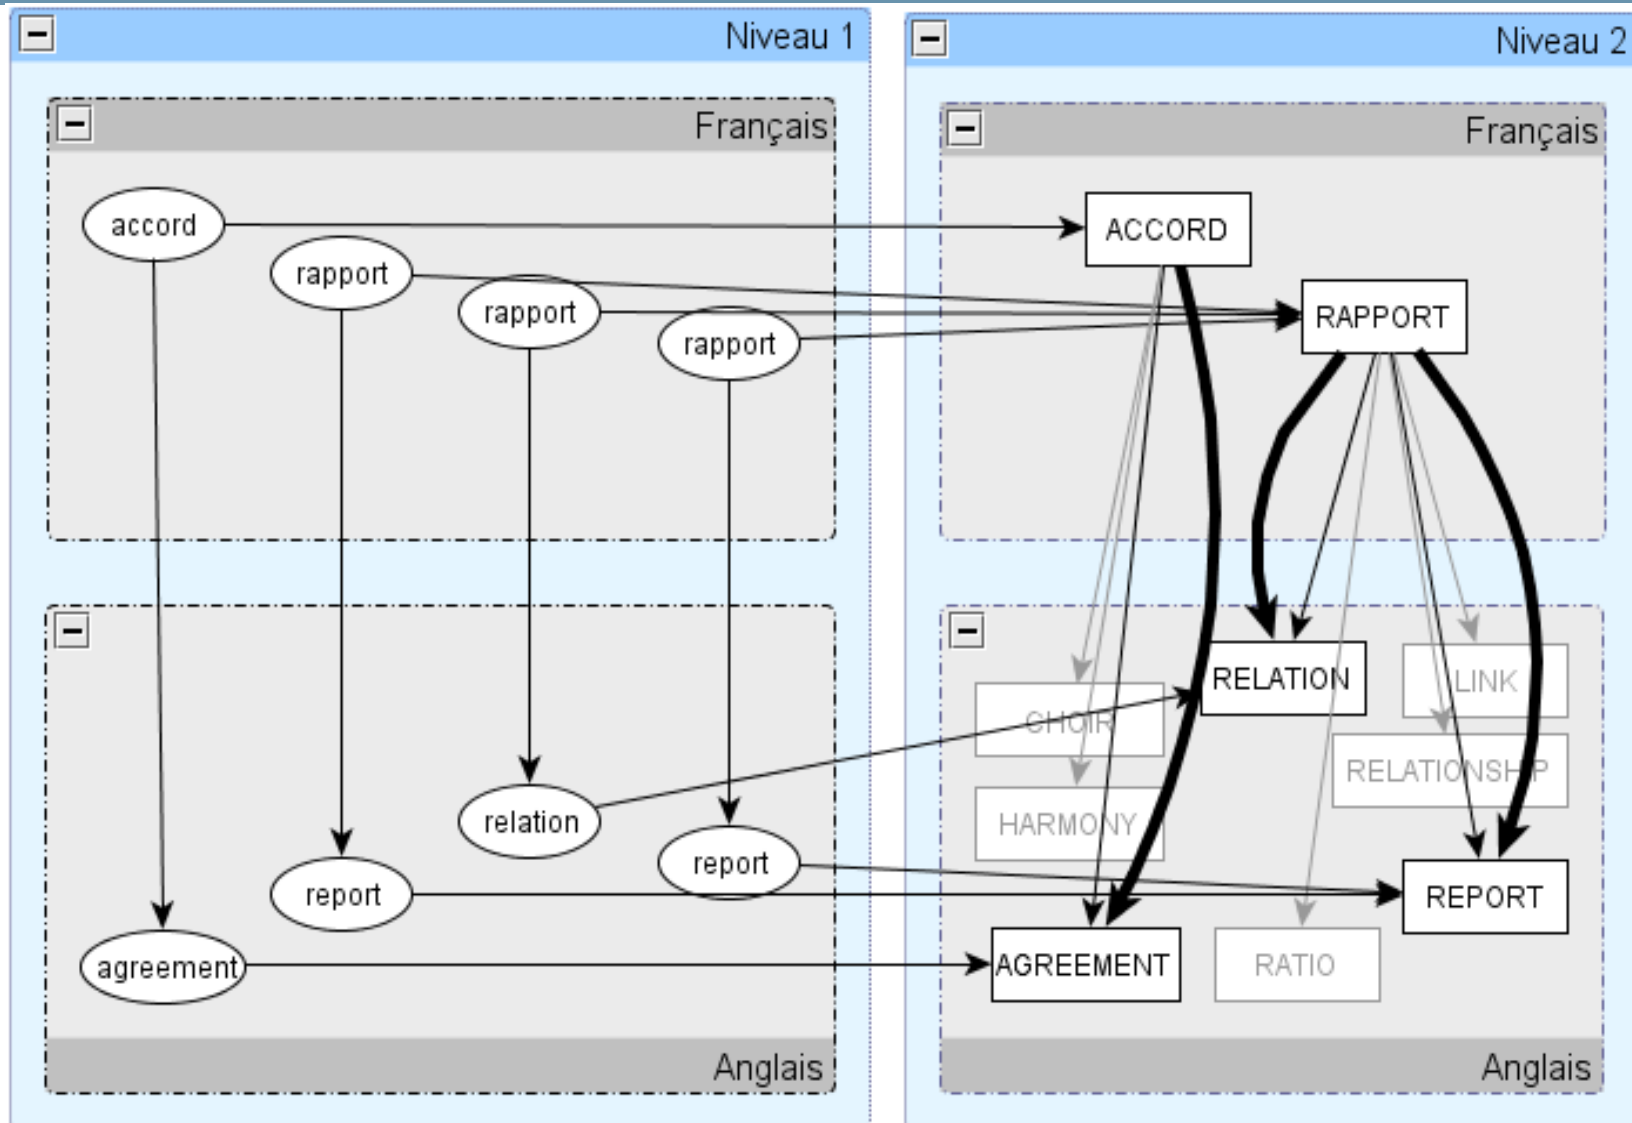 Niveau 1
Français
accord
rapport
rapport
rapport
relation
report
report
agreement
Anglais
Niveau 2
Français
ACCORD
RAPPORT
RELATION
LINK
CHOIR
RELATIONSHIP
HARMONY
REPORT
AGREEMENT
RATIO
Anglais